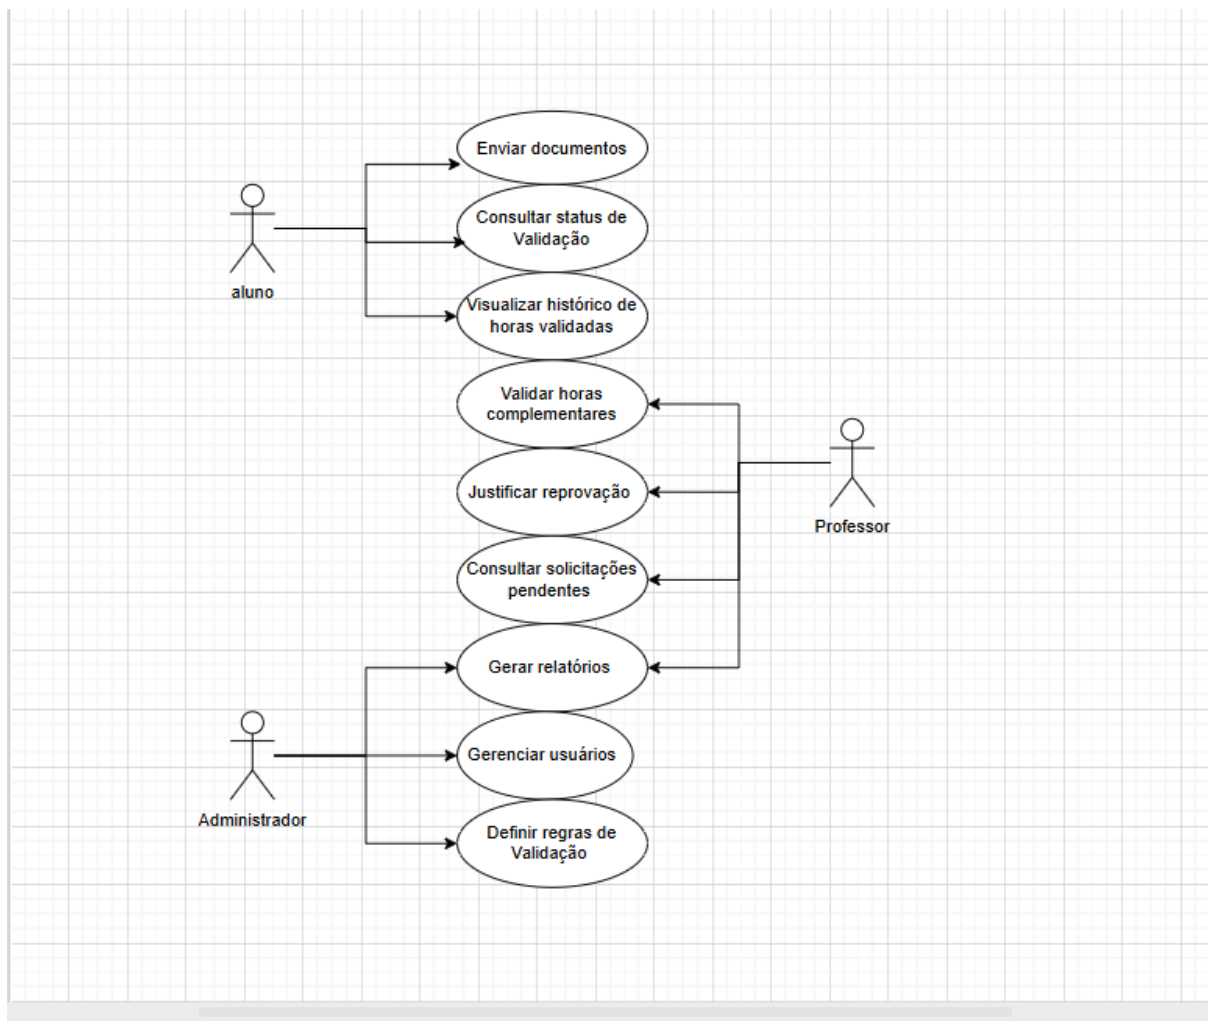 Enviar documentos
Consultar status de
Validação
aluno
Visualizar histórico de
horas validadas
Validar horas
complementares
Justificar reprovação
Professor
Consultar solicitações
pendentes
Gerar relatórios
Gerenciar usuários
Administrador
Definir regras de
Validação